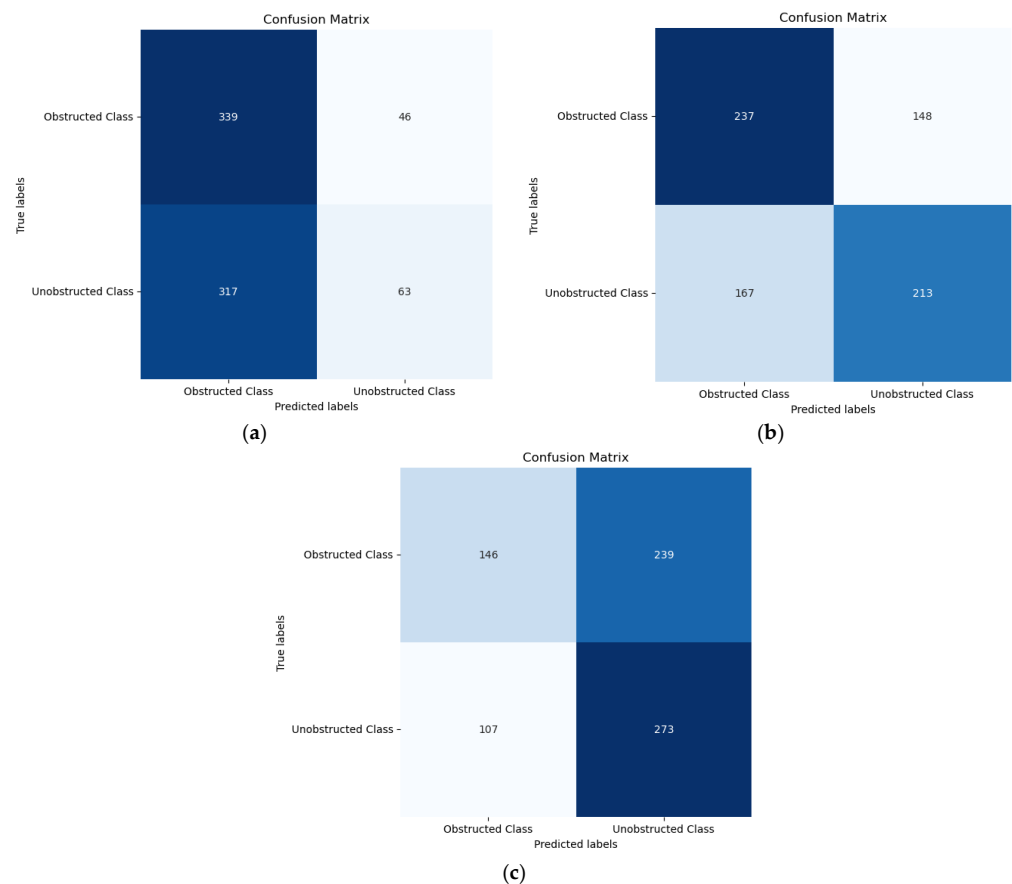 Confusion Matrix
Obstructed Class
339
46
True labels
Unobstructed Class
317
63
Obstructed Class
Unobstructed Class
Predicted labels
(a)
Confusion Matrix
Obstructed Class
237
148
True labels
Unobstructed Class
167
213
Obstructed Class
Unobstructed Class
Predicted labels
(b)
Confusion Matrix
Obstructed Class
146
239
True labels
Unobstructed Class
107
273
Obstructed Class
Unobstructed Class
Predicted labels
(c)